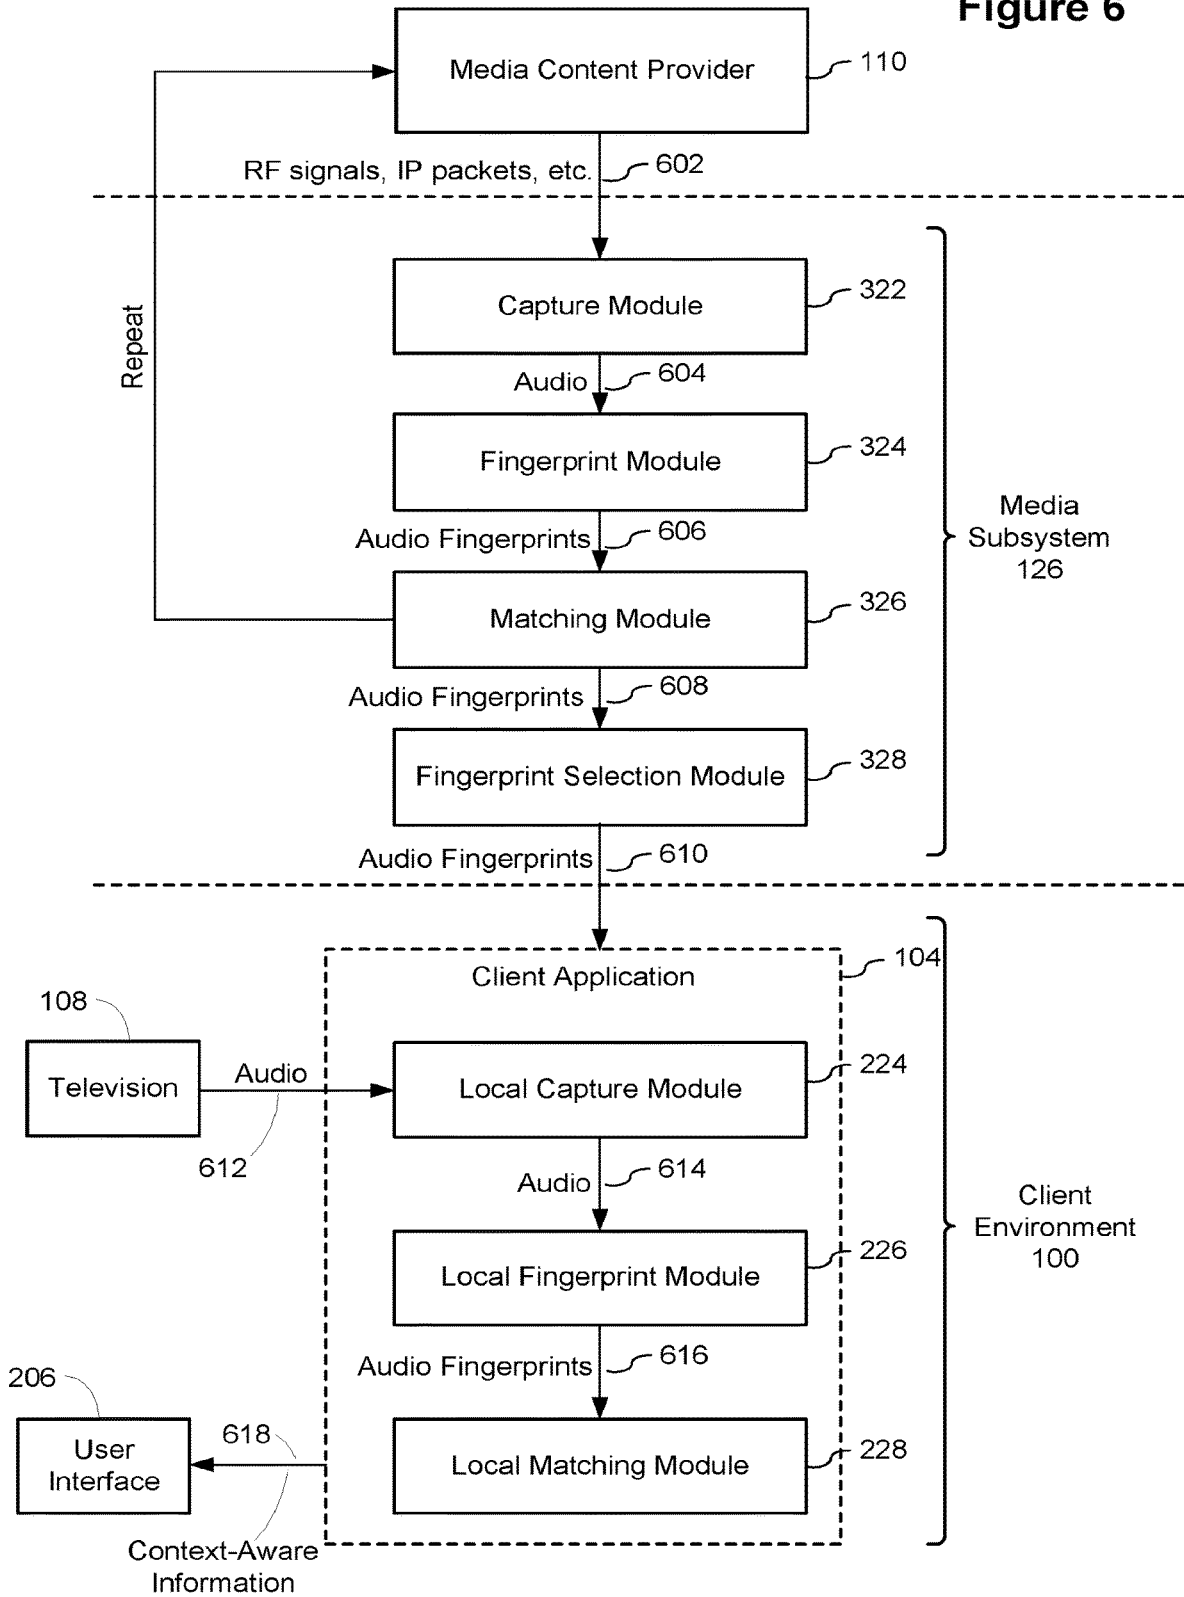 Figure 6
Media Content Provider
110
RF signals, IP packets, etc.
602
Capture Module
322
Repeat
Audio
604
Fingerprint Module
324
Audio Fingerprints
606
Media
Subsystem
126
Matching Module
326
Audio Fingerprints
608
Fingerprint Selection Module
328
Audio Fingerprints
610
Client Application
104
108
Television
Audio
612
Local Capture Module
224
Audio
614
Client
Environment
100
Local Fingerprint Module
226
Audio Fingerprints
616
206
User
Interface
618
Local Matching Module
228
Context-Aware
Information